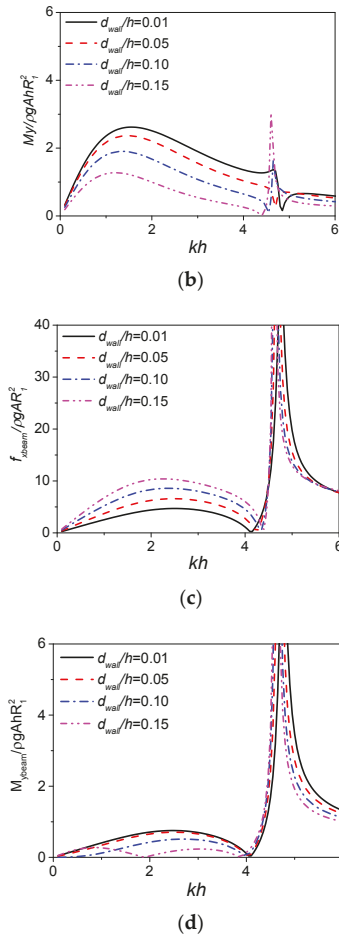 6
4
2
0
My/ρgAhR₁²
d_wall/h=0.01
d_wall/h=0.05
d_wall/h=0.10
d_wall/h=0.15
0 2 4 6
kh
(b)
40
30
20
10
0
f_xbeam/ρgAR₁²
d_wall/h=0.01
d_wall/h=0.05
d_wall/h=0.10
d_wall/h=0.15
0 2 4 6
kh
(c)
6
4
2
0
M_ybeam/ρgAhR₁²
d_wall/h=0.01
d_wall/h=0.05
d_wall/h=0.10
d_wall/h=0.15
0 2 4
kh
(d)